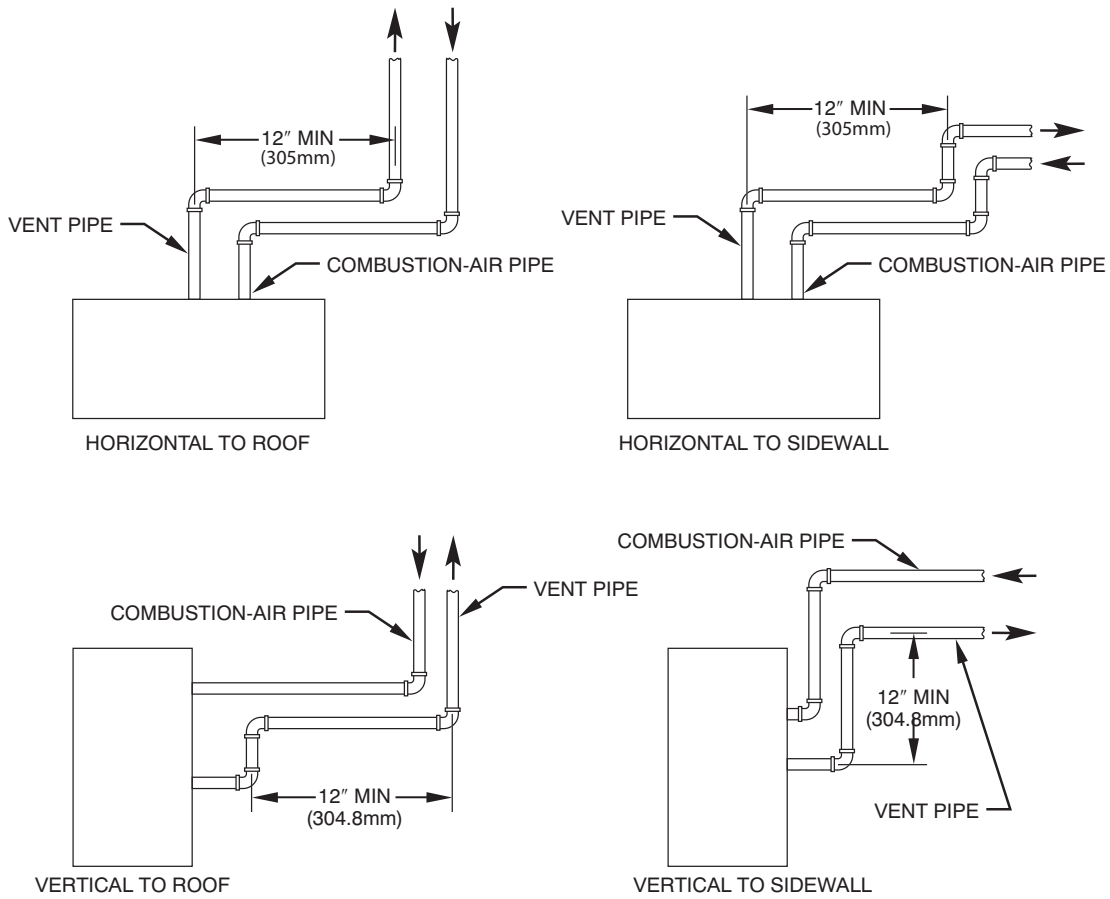 12″ MIN
(305mm)
VENT PIPE
COMBUSTION-AIR PIPE
HORIZONTAL TO ROOF
12″ MIN
(305mm)
VENT PIPE
COMBUSTION-AIR PIPE
HORIZONTAL TO SIDEWALL
VENT PIPE
COMBUSTION-AIR PIPE
12″ MIN
(304.8mm)
VERTICAL TO ROOF
COMBUSTION-AIR PIPE
12″ MIN
(304.8mm)
VENT PIPE
VERTICAL TO SIDEWALL